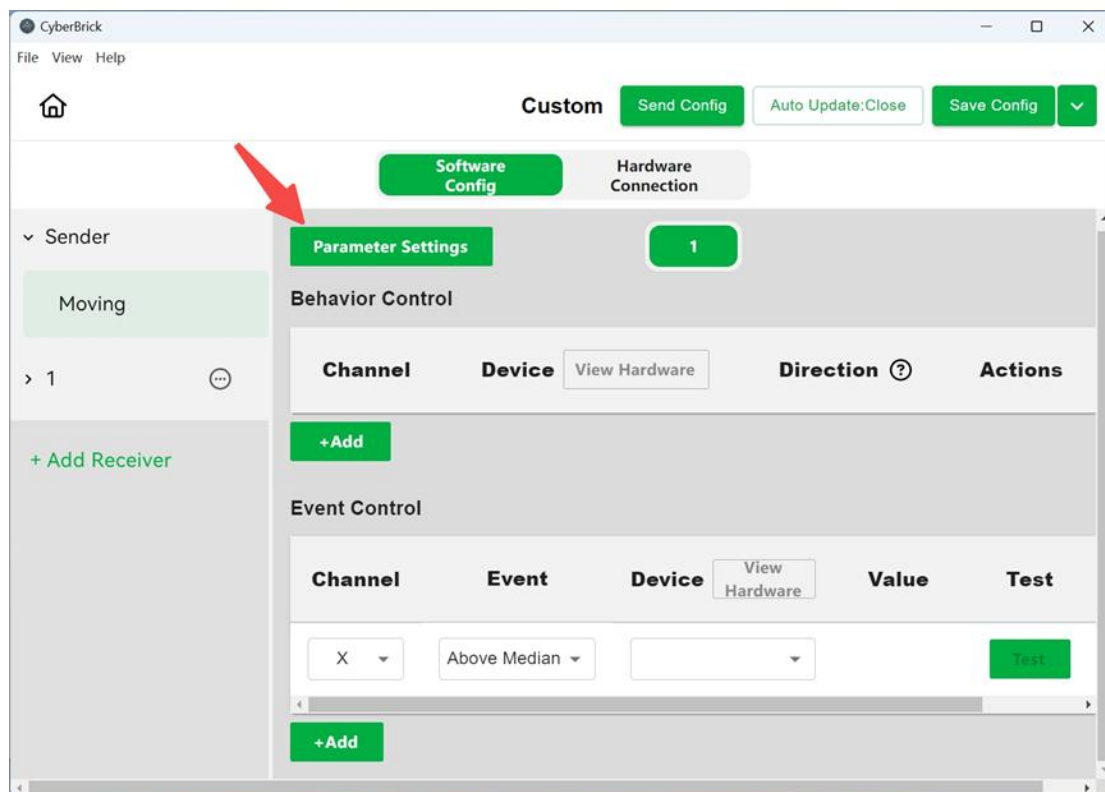 CyberBrick
File View Help
Custom Send Config Auto Update:Close Save Config
Software
Config
Hardware
Connection
Sender
Parameter Settings 1
Moving
Behavior Control
1
Channel Device View Hardware Direction ? Actions
+ Add Receiver
+Add
Event Control
Channel Event Device View
Hardware Value Test
X Above Median Test
+Add